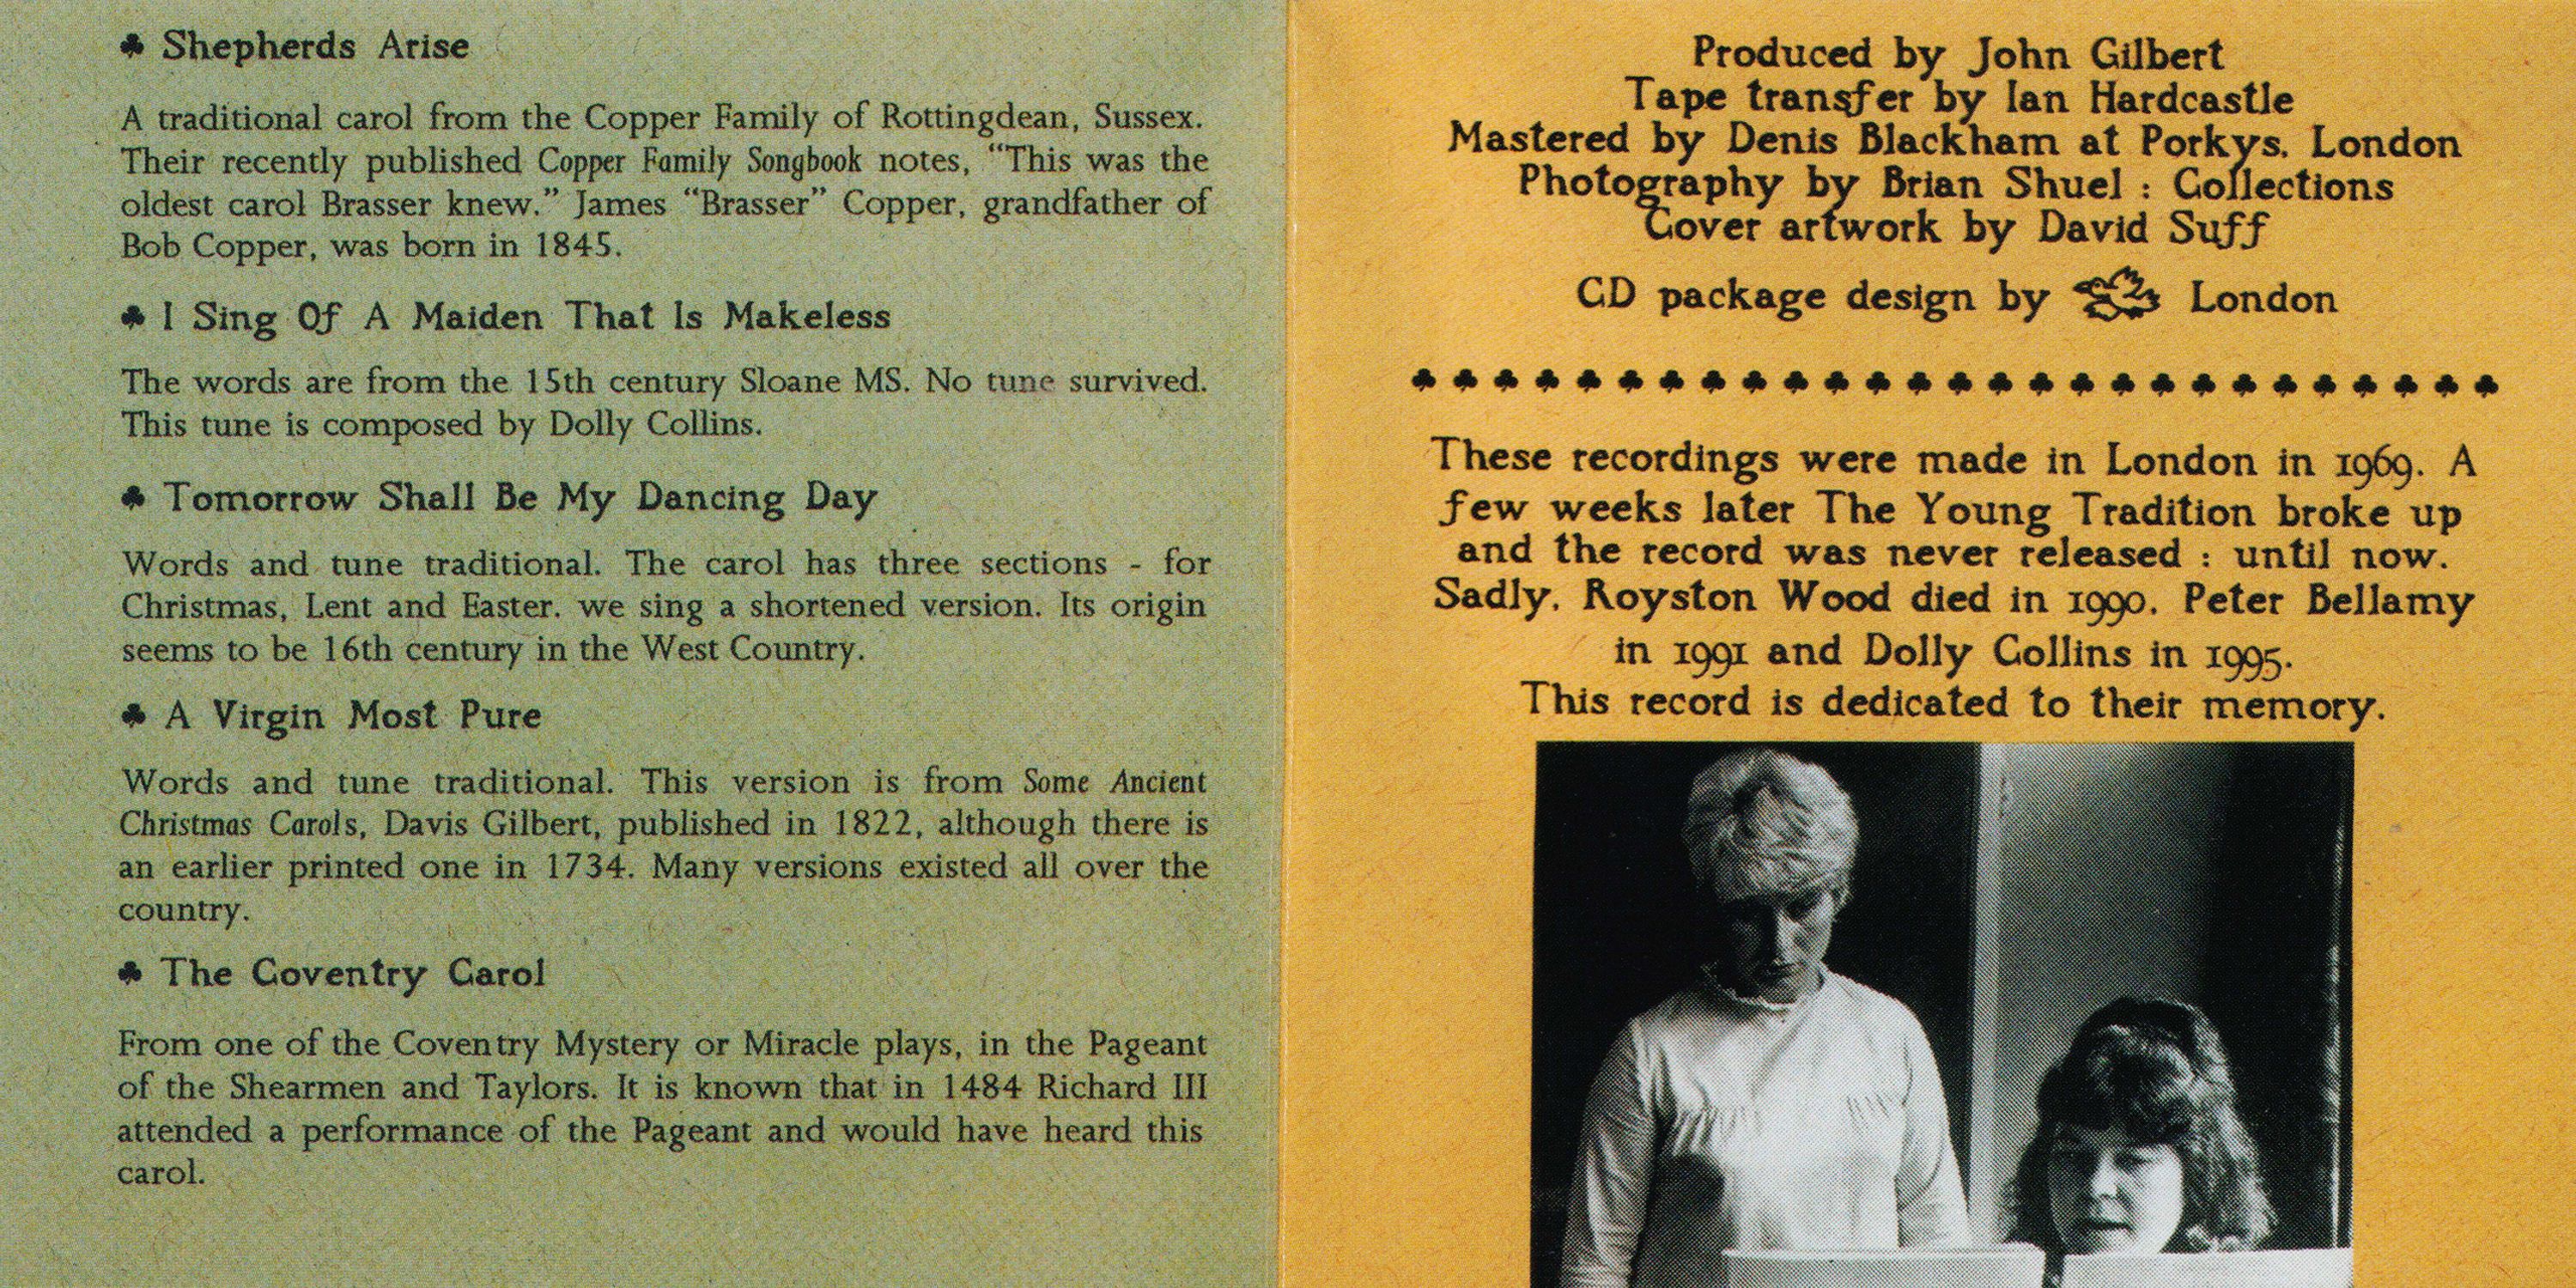 ♣ Shepherds Arise
A traditional carol from the Copper Family of Rottingdean, Sussex.
Their recently published Copper Family Songbook notes, “This was the
oldest carol Brasser knew.” James “Brasser” Copper, grandfather of
Bob Copper, was born in 1845.
♣ I Sing Of A Maiden That Is Makeless
The words are from the 15th century Sloane MS. No tune survived.
This tune is composed by Dolly Collins.
♣ Tomorrow Shall Be My Dancing Day
Words and tune traditional. The carol has three sections - for
Christmas, Lent and Easter. we sing a shortened version. Its origin
seems to be 16th century in the West Country.
♣ A Virgin Most Pure
Words and tune traditional. This version is from Some Ancient
Christmas Carols, Davis Gilbert, published in 1822, although there is
an earlier printed one in 1734. Many versions existed all over the
country.
♣ The Coventry Carol
From one of the Coventry Mystery or Miracle plays, in the Pageant
of the Shearmen and Taylors. It is known that in 1484 Richard III
attended a performance of the Pageant and would have heard this
carol.
Produced by John Gilbert
Tape transfer by Ian Hardcastle
Mastered by Denis Blackham at Porkys, London
Photography by Brian Shuel : Collections
Cover artwork by David Suff
CD package design by London
These recordings were made in London in 1969. A
few weeks later The Young Tradition broke up
and the record was never released : until now.
Sadly, Royston Wood died in 1990, Peter Bellamy
in 1991 and Dolly Collins in 1995.
This record is dedicated to their memory.